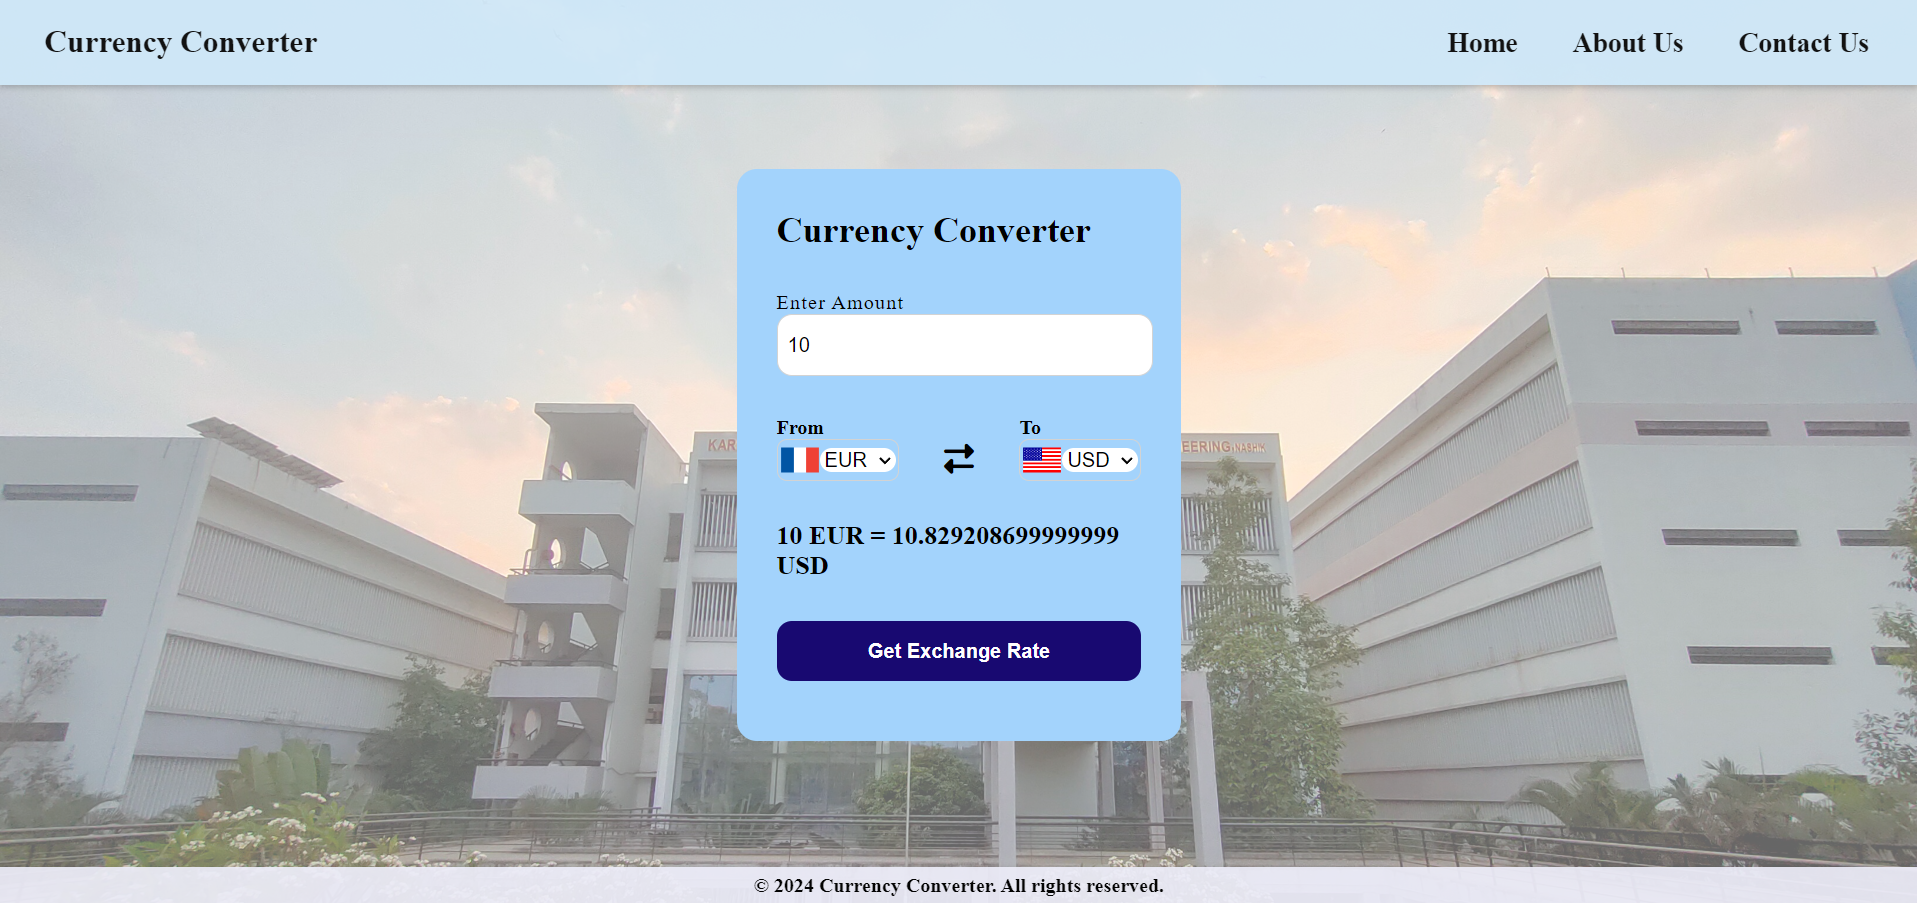 Currency Converter
Home About Us Contact Us
Currency Converter
Enter Amount
10
From To
EUR USD
10 EUR = 10.829208699999999
USD
KAR
EERING, NASHIK
Get Exchange Rate
© 2024 Currency Converter. All rights reserved.